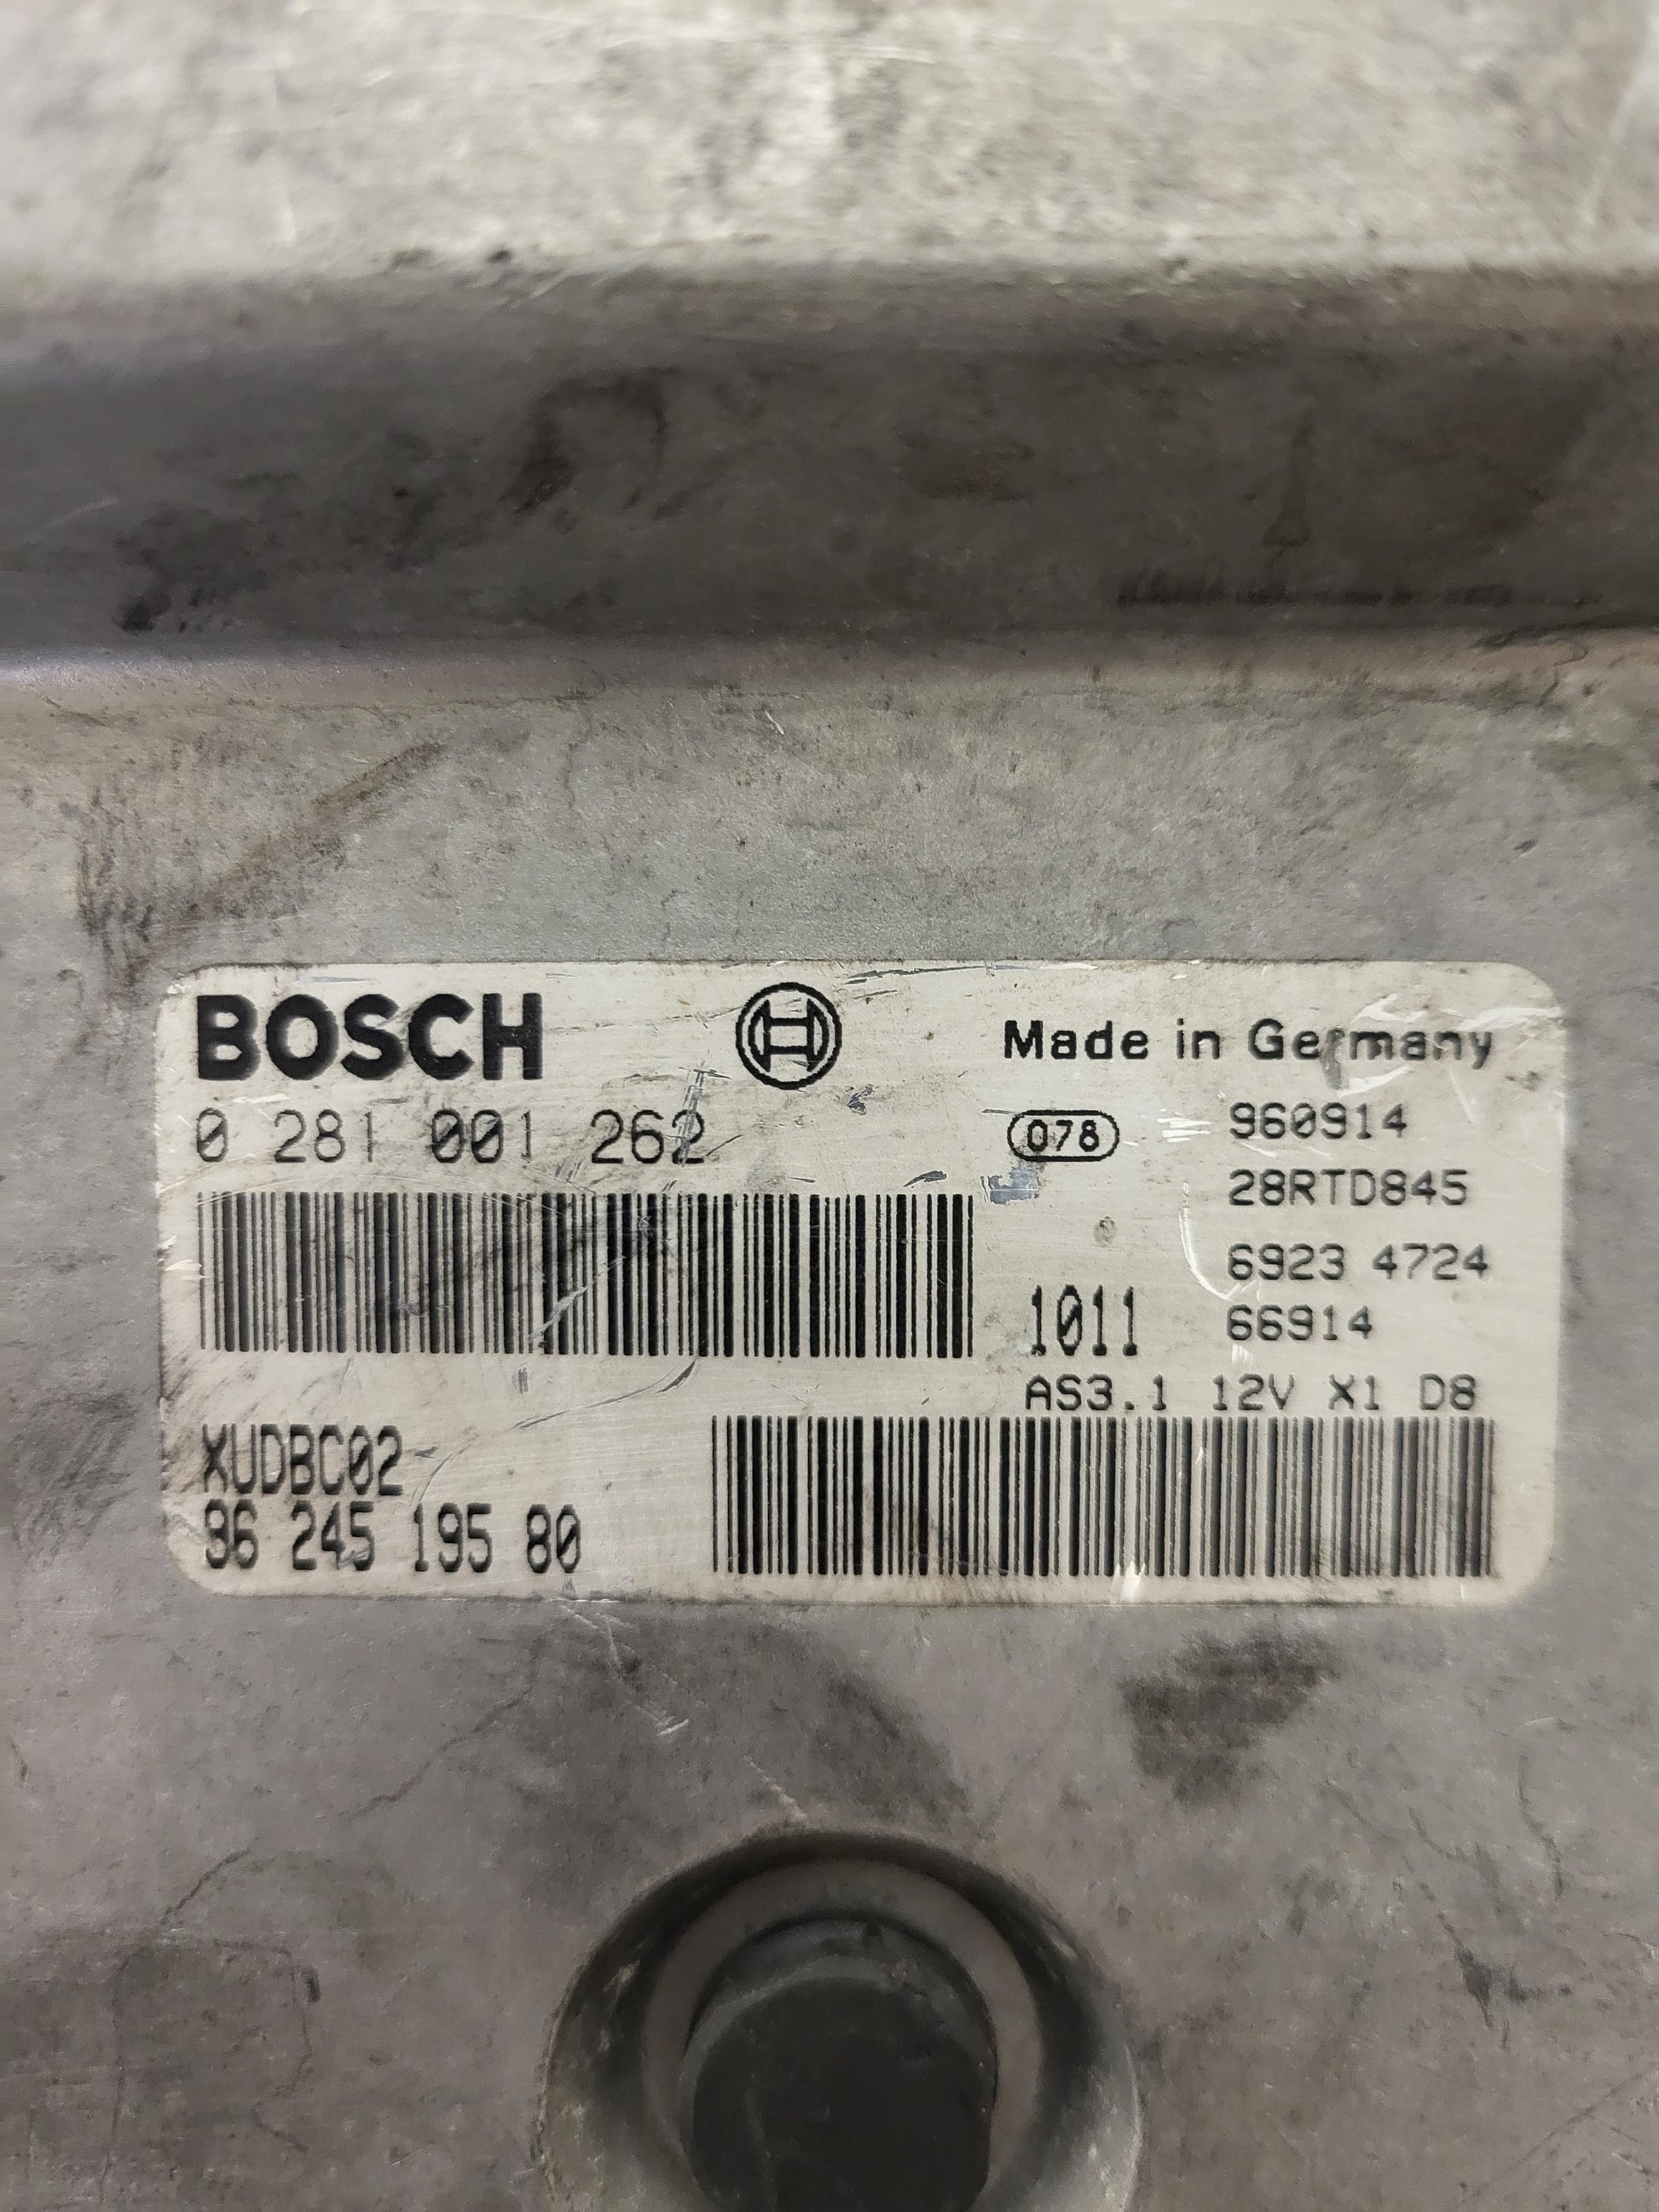 BOSCH
Made in Germany
0 281 001 262
078
960914
28RTD845
6923 4724
1011
66914
AS3.1 12V X1 D8
XUDBC02
96 245 195 80